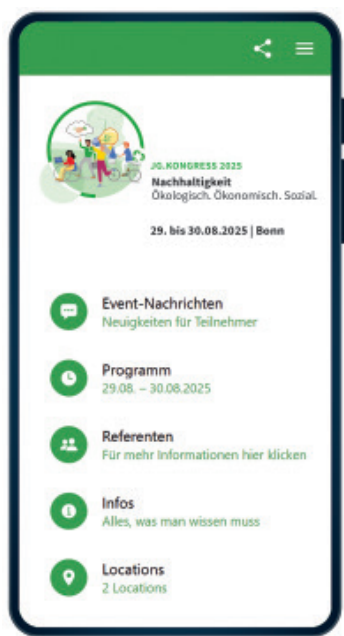 JG.KONGRESS 2025
Nachhaltigkeit
Ökologisch. Ökonomisch. Sozial.
29. bis 30.08.2025 | Bonn
Event-Nachrichten
Neuigkeiten für Teilnehmer
Programm
29.08. – 30.08.2025
Referenten
Für mehr Informationen hier klicken
Infos
Alles, was man wissen muss
Locations
2 Locations